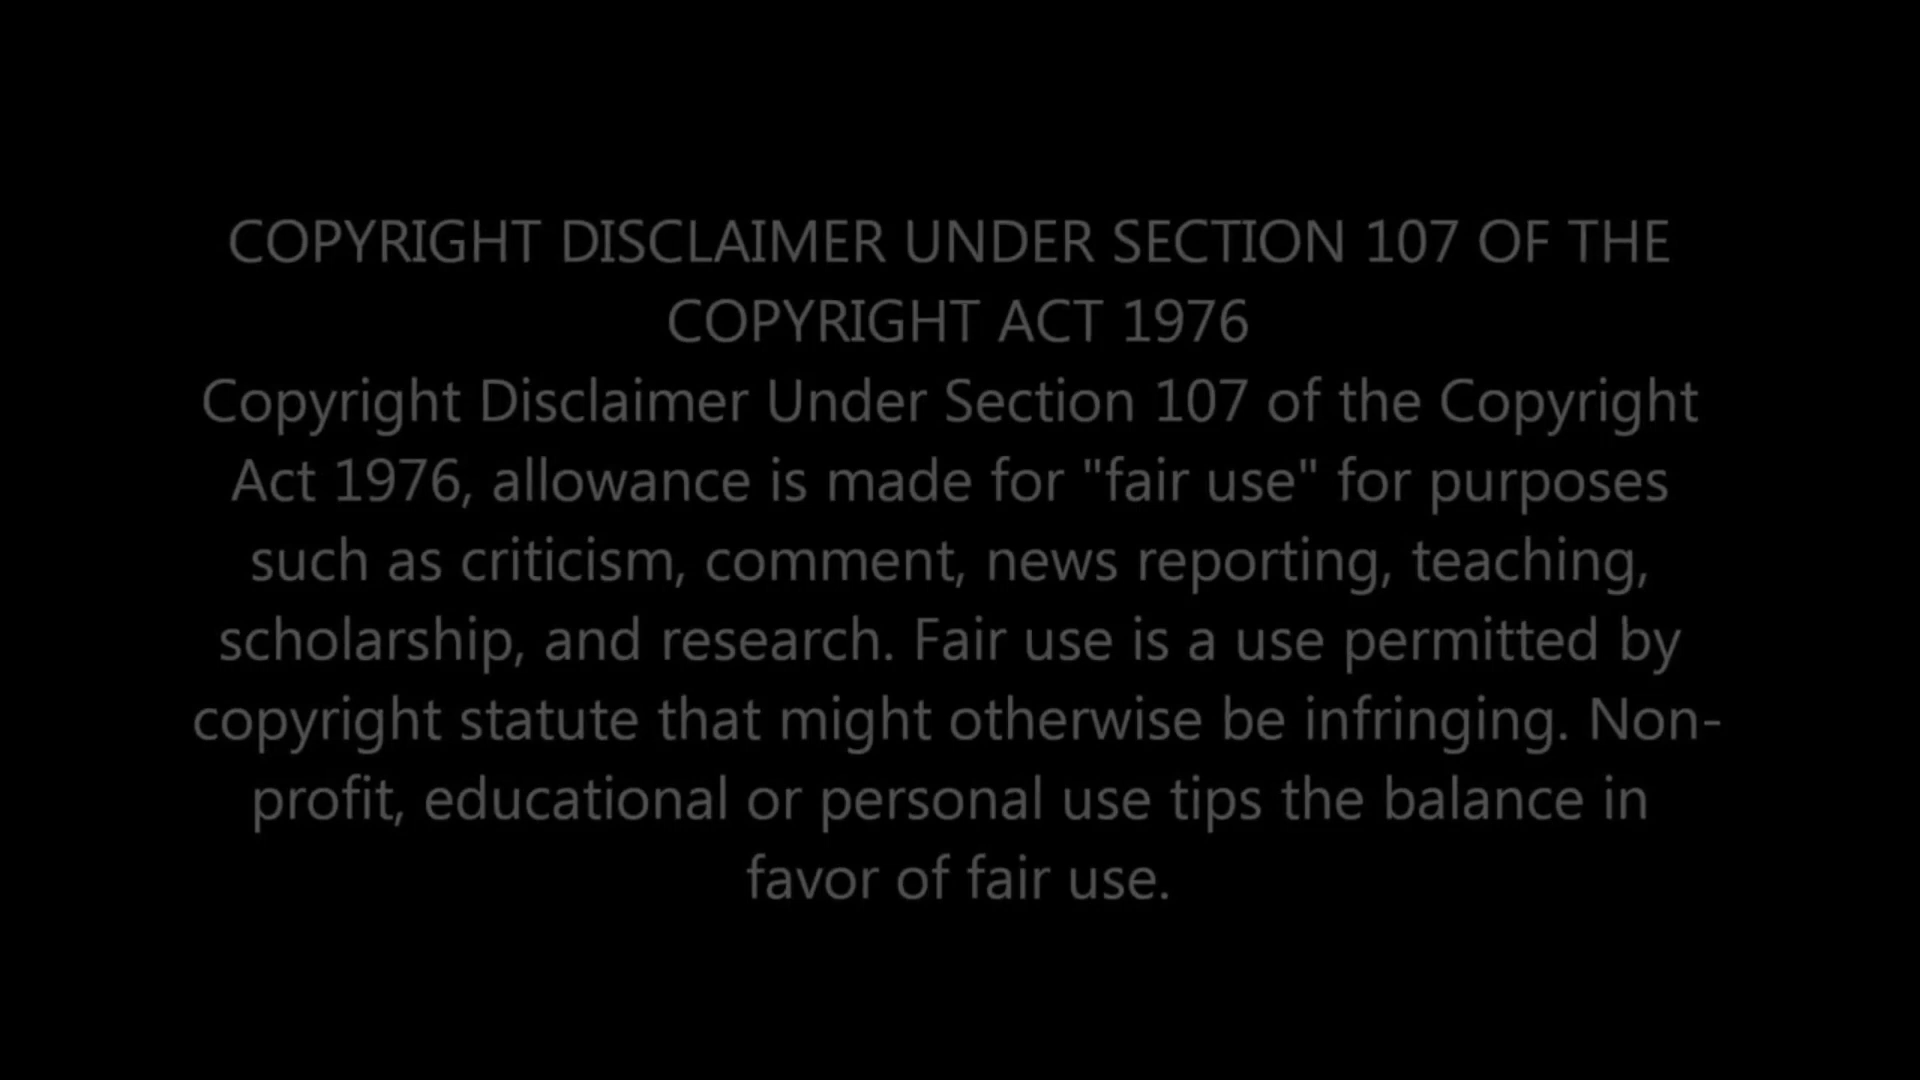 COPYRIGHT DISCLAIMER UNDER SECTION 107 OF THE
COPYRIGHT ACT 1976
Copyright Disclaimer Under Section 107 of the Copyright
Act 1976, allowance is made for "fair use" for purposes
such as criticism, comment, news reporting, teaching,
scholarship, and research. Fair use is a use permitted by
copyright statute that might otherwise be infringing. Non-
profit, educational or personal use tips the balance in
favor of fair use.